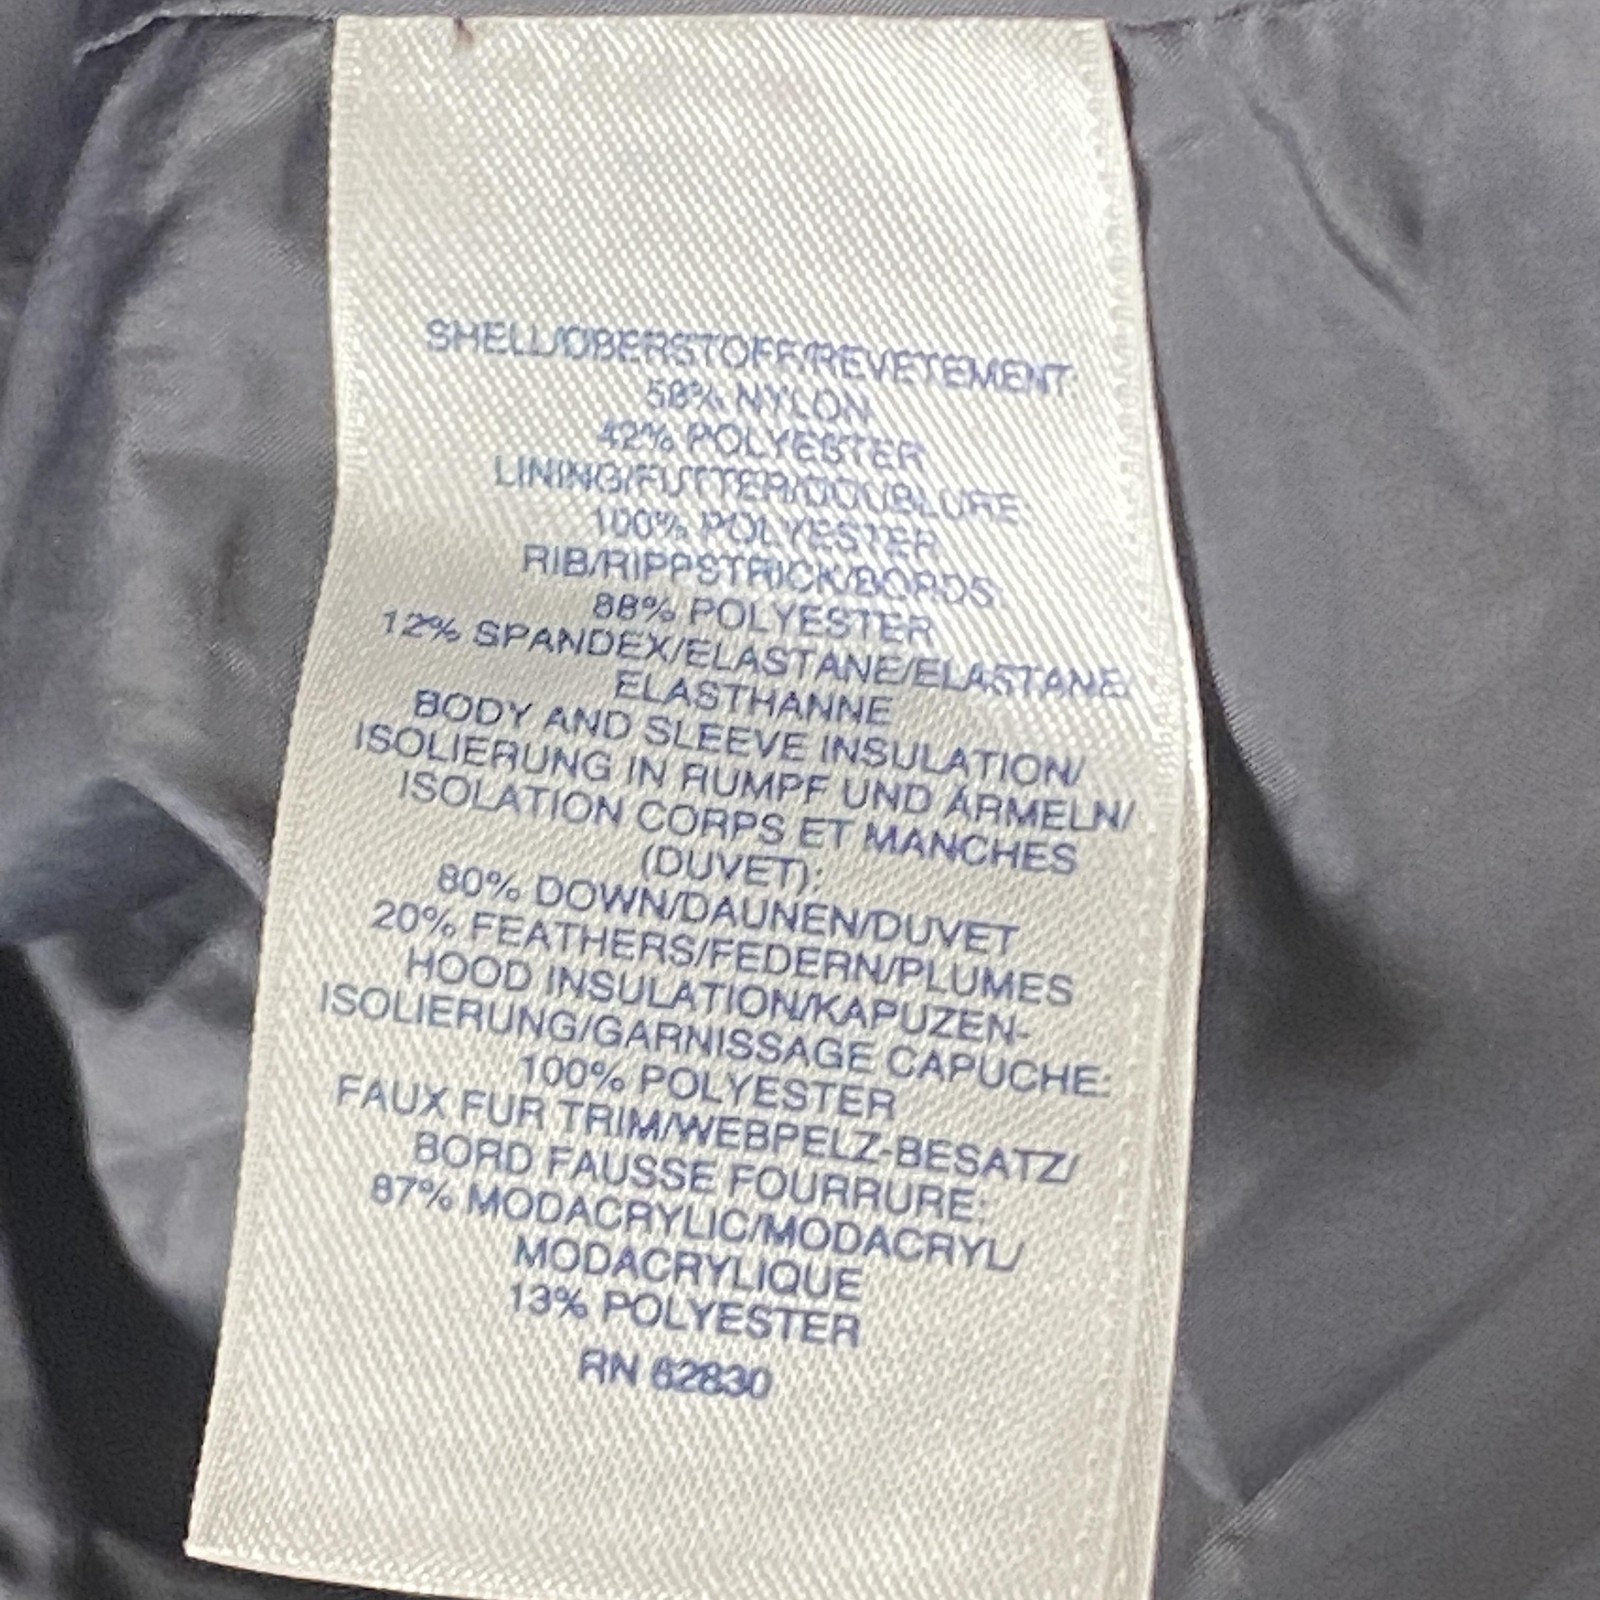 SHELL/OBERSTOFF/REVETEMENT:
58% NYLON
42% POLYESTER
LINING/FUTTER/DOUBLURE:
100% POLYESTER
RIB/RIPPSTRICK/BORDS:
88% POLYESTER
12% SPANDEX/ELASTANE/ELASTANE/
ELASTHANNE
BODY AND SLEEVE INSULATION/
ISOLIERUNG IN RUMPF UND ÄRMELN/
ISOLATION CORPS ET MANCHES
(DUVET):
80% DOWN/DAUNEN/DUVET
20% FEATHERS/FEDERN/PLUMES
HOOD INSULATION/KAPUZEN-
ISOLIERUNG/GARNISSAGE CAPUCHE:
100% POLYESTER
FAUX FUR TRIM/WEBPELZ-BESATZ/
BORD FAUSSE FOURRURE:
87% MODACRYLIC/MODACRYL/
MODACRYLIQUE
13% POLYESTER
RN 62830